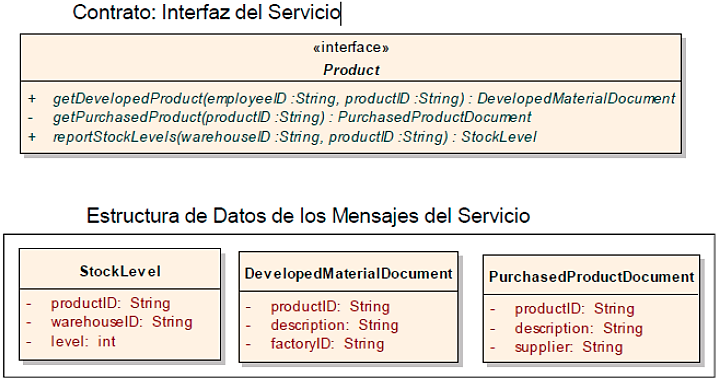 Contrato: Interfaz del Servicio
«interface»
Product
+ getDevelopedProduct(employeeID :String, productID :String) : DevelopedMaterialDocument
- getPurchasedProduct(productID :String) : PurchasedProductDocument
+ reportStockLevels(warehouseID :String, productID :String) : StockLevel
Estructura de Datos de los Mensajes del Servicio
StockLevel
- productID: String
- warehouseID: String
- level: int
DevelopedMaterialDocument
- productID: String
- description: String
- factoryID: String
PurchasedProductDocument
- productID: String
- description: String
- supplier: String